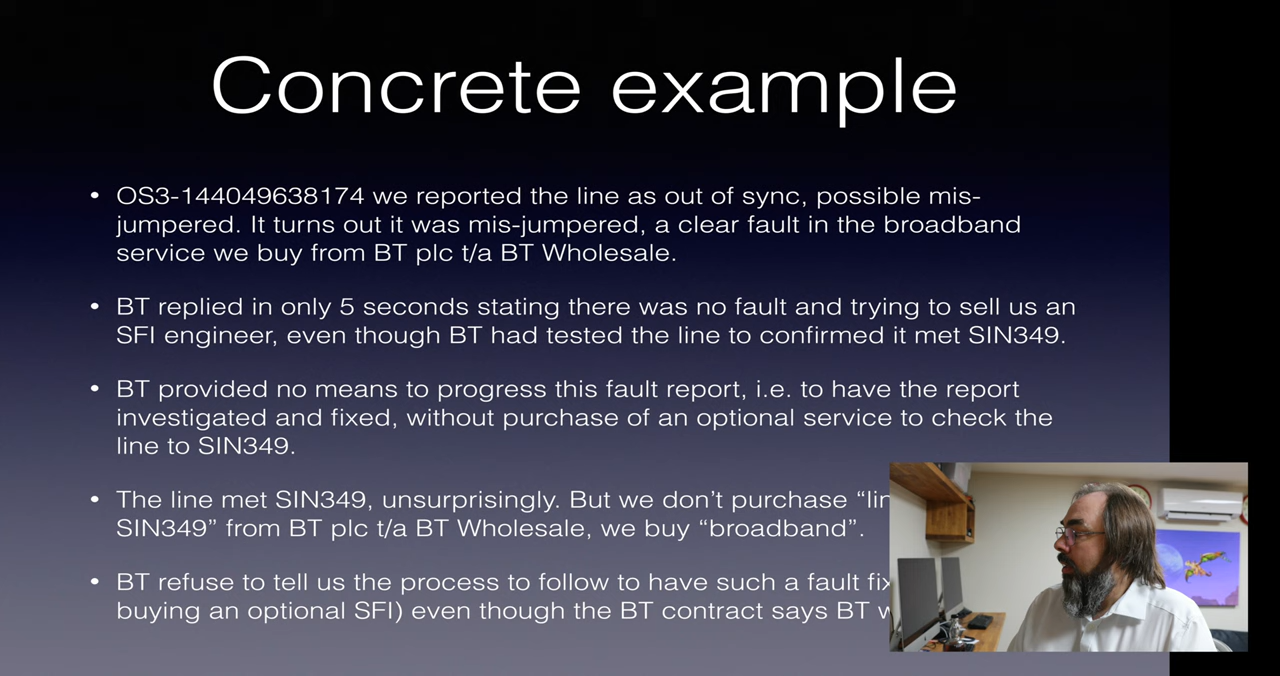 Concrete example
• OS3-144049638174 we reported the line as out of sync, possible mis-
jumpered. It turns out it was mis-jumpered, a clear fault in the broadband
service we buy from BT plc t/a BT Wholesale.
• BT replied in only 5 seconds stating there was no fault and trying to sell us an
SFI engineer, even though BT had tested the line to confirmed it met SIN349.
• BT provided no means to progress this fault report, i.e. to have the report
investigated and fixed, without purchase of an optional service to check the
line to SIN349.
• The line met SIN349, unsurprisingly. But we don’t purchase
SIN349” from BT plc t/a BT Wholesale, we buy “broadband”.
• BT refuse to tell us the process to follow to have such a fault
buying an optional SFI) even though the BT contract says BT